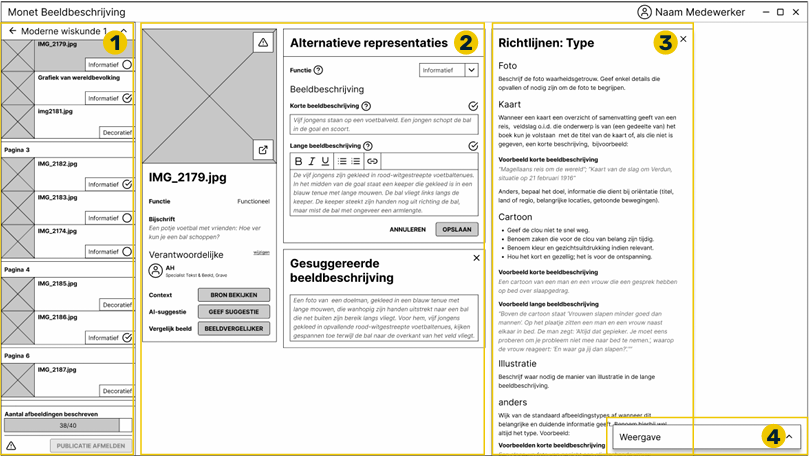 Monet Beeldbeschrijving
Naam Medewerker
Moderne wiskunde 1
1
IMG_2179.jpg
Informatief
Grafiek van wereldbevolking
Informatief
img2181.jpg
Decoratief
Pagina 3
IMG_2182.jpg
Informatief
IMG_2183.jpg
Informatief
IMG_2174.jpg
Informatief
Pagina 4
IMG_2185.jpg
Decoratief
IMG_2186.jpg
Informatief
Pagina 6
IMG_2187.jpg
Decoratief
Aantal afbeeldingen beschreven
38/40
PUBLICATIE AFMELDEN
IMG_2179.jpg
Functie
Functioneel
Bijschrift
Een potje voetbal met vrienden: Hoe ver
kun je een bal schoppen?
Verantwoordelijke
AH
Specialist Tekst & Beeld, Grave
Context
BRON BEKIJKEN
AI-suggestie
GEEF SUGGESTIE
Vergelijk beeld
BEELDVERGELIJKER
Alternatieve representaties
2
Functie
Informatief
Beeldbeschrijving
Korte beeldbeschrijving
Vijf jongens staan op een voetbalveld. Een jongen schopt de bal
in de goal en scoort.
Lange beeldbeschrijving
B I U
De vijf jongens zijn gekleed in rood-witgestreepte voetbaltenues.
In het midden van de goal staat een keeper die gekleed is in een
blauw tenue met lange mouwen. De bal vliegt links langs de
keeper. De keeper steekt zijn handen nog uit richting de bal,
maar mist de bal met ongeveer een armlengte.
ANNULEREN
OPSLAAN
Gesuggereerde
beeldbeschrijving
Een foto van een doelman, gekleed in een blauw tenue met
lange mouwen, die wanhopig zijn handen uitstrekt naar een bal
die net buiten zijn bereik langs vliegt. Voor hem, vijf jongens
gekleed in opvallende rood-witgestreepte voetbaltenues, kijken
gespannen toe terwijl de bal naar de overkant van het veld vliegt.
Richtlijnen: Type
3
Foto
Beschrijf de foto waarheidsgetrouw. Geef enkel details die
opvallen of nodig zijn om de foto te begrijpen.
Kaart
Wanneer een kaart een overzicht of samenvatting geeft van een
reis, veldslag o.i.d. die onderwerp is van (een gedeelte van) het
boek kun je volstaan met de titel van de kaart of, als die niet is
gegeven, een korte beschrijving, bijvoorbeeld:
Voorbeeld korte beeldbeschrijving
"Magellaans reis om de wereld"; "Kaart van de slag om Verdun,
situatie op 21 februari 1916"
Anders, bepaal het doel, informatie die dient bij oriëntatie (titel,
land of regio, belangrijke locaties, getoonde bewegingen).
Cartoon
Geef de clou niet te snel weg.
Benoem zaken die voor de clou van belang zijn tijdig.
Benoem kleur en gezichtsuitdrukking indien relevant.
Hou het kort en gezellig; het is voor de ontspanning.
Voorbeeld korte beeldbeschrijving
Een cartoon van een man en een vrouw die een gesprek hebben
op bed over slaapgedrag.
Voorbeeld lange beeldbeschrijving
"Boven de cartoon staat 'Vrouwen slapen minder goed dan
mannen'. Op het plaatje zitten een man en een vrouw naast
elkaar in bed. De man zegt: 'Altijd dat gepieker. Je moet eens
proberen om je probleem niet mee naar bed te nemen.', waarop
de vrouw reageert: 'En waar ga jij dan slapen?'"
Illustratie
Beschrijf waar nodig de manier van illustratie in de lange
beeldbeschrijving.
anders
Wijk van de standaard afbeeldingstypes af wanneer dit
belangrijke en duidende informatie geeft.
altijd het type. Voorbeeld:
Voorbeelden korte beeldbeschrijving
Weergave
4